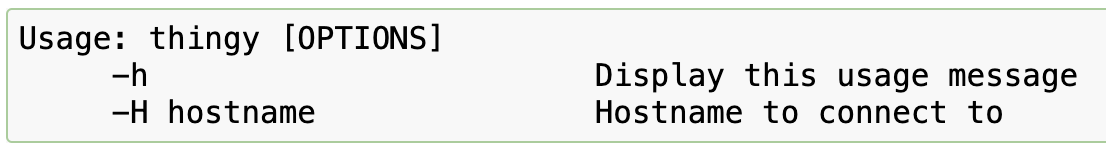 Usage: thingy [OPTIONS]
     -h                        Display this usage message
     -H hostname               Hostname to connect to